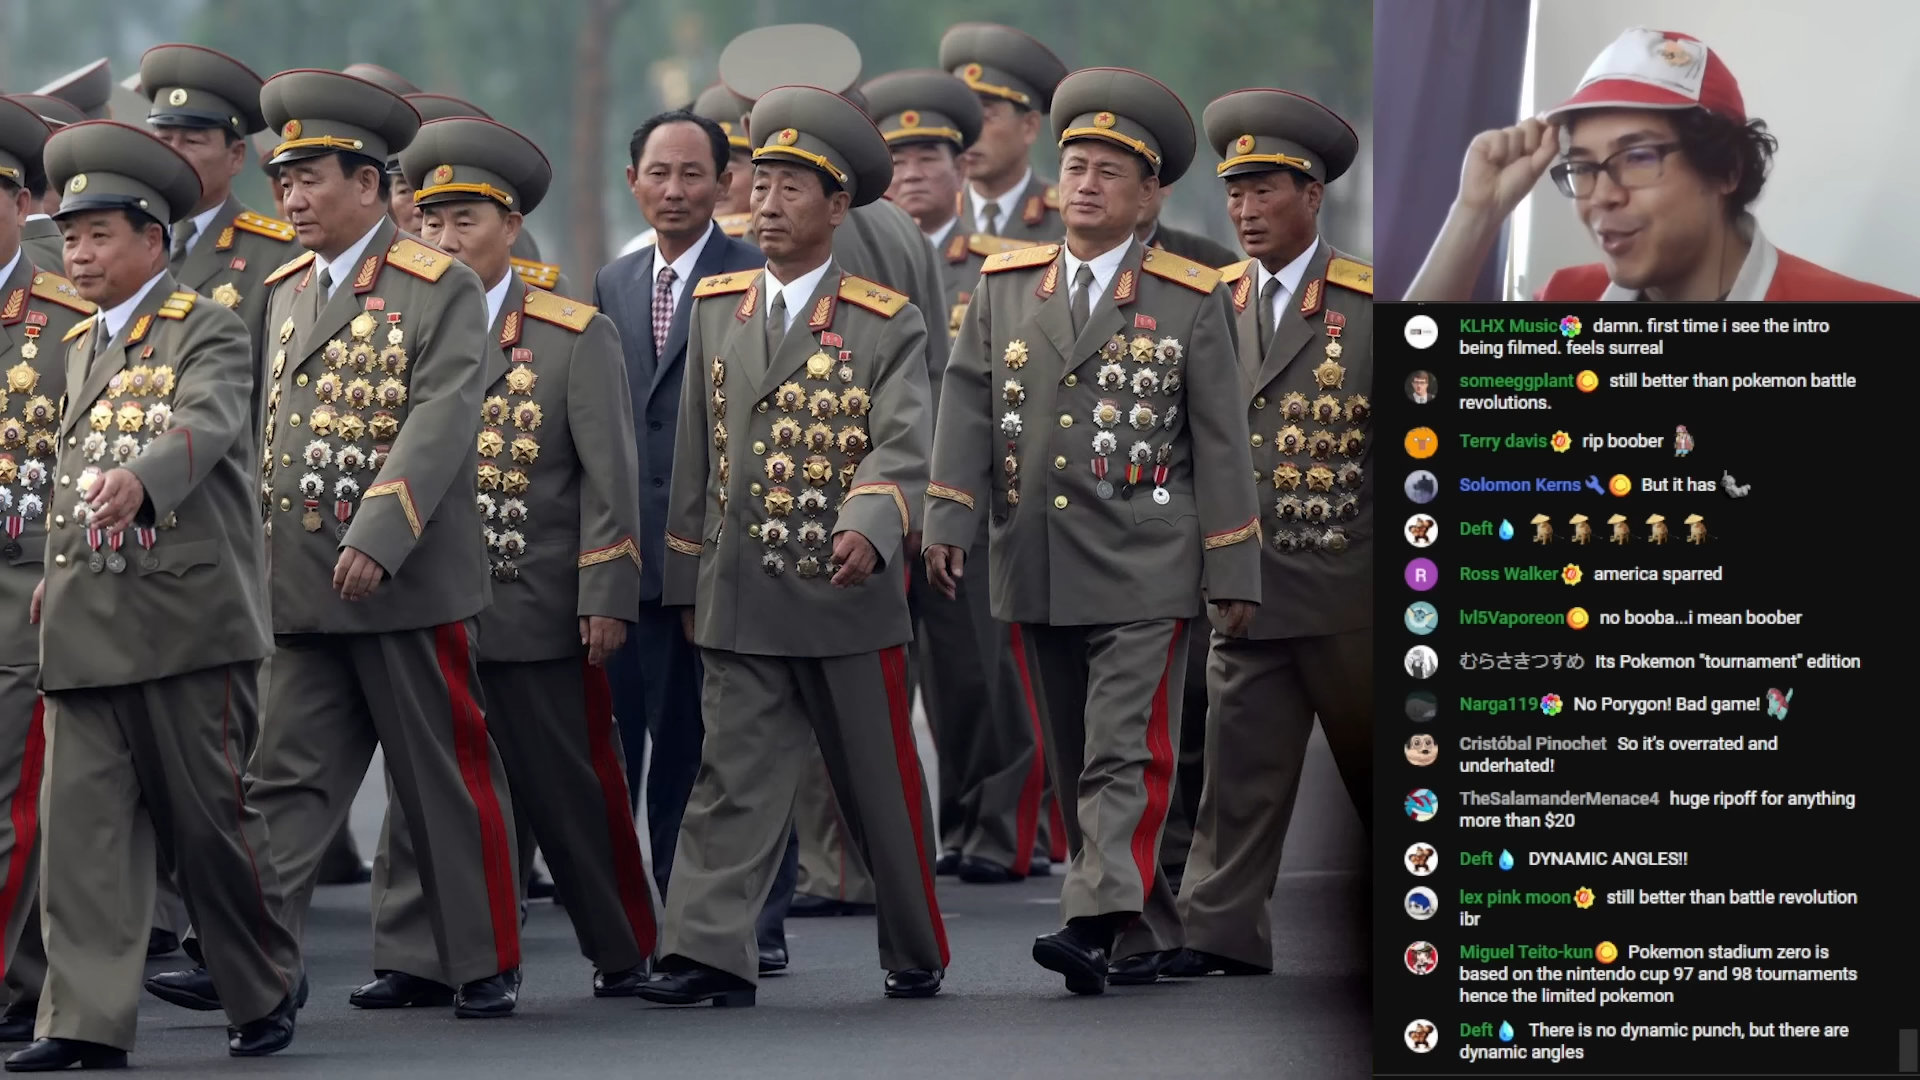 KLHX Music damn. first time i see the intro
being filmed. feels surreal
someeggplant still better than pokemon battle
revolutions.
Terry davis rip boober
Solomon Kerns But it has
Deft
R
Ross Walker america sparred
lvl5Vaporeon no booba...i mean boober
むらさきつすめ Its Pokemon "tournament" edition
Narga119 No Porygon! Bad game!
Cristóbal Pinochet So it's overrated and
underhated!
TheSalamanderMenace4 huge ripoff for anything
more than $20
Deft DYNAMIC ANGLES!!
lex pink moon still better than battle revolution
ibr
Miguel Teito-kun Pokemon stadium zero is
based on the nintendo cup 97 and 98 tournaments
hence the limited pokemon
Deft There is no dynamic punch, but there are
dynamic angles